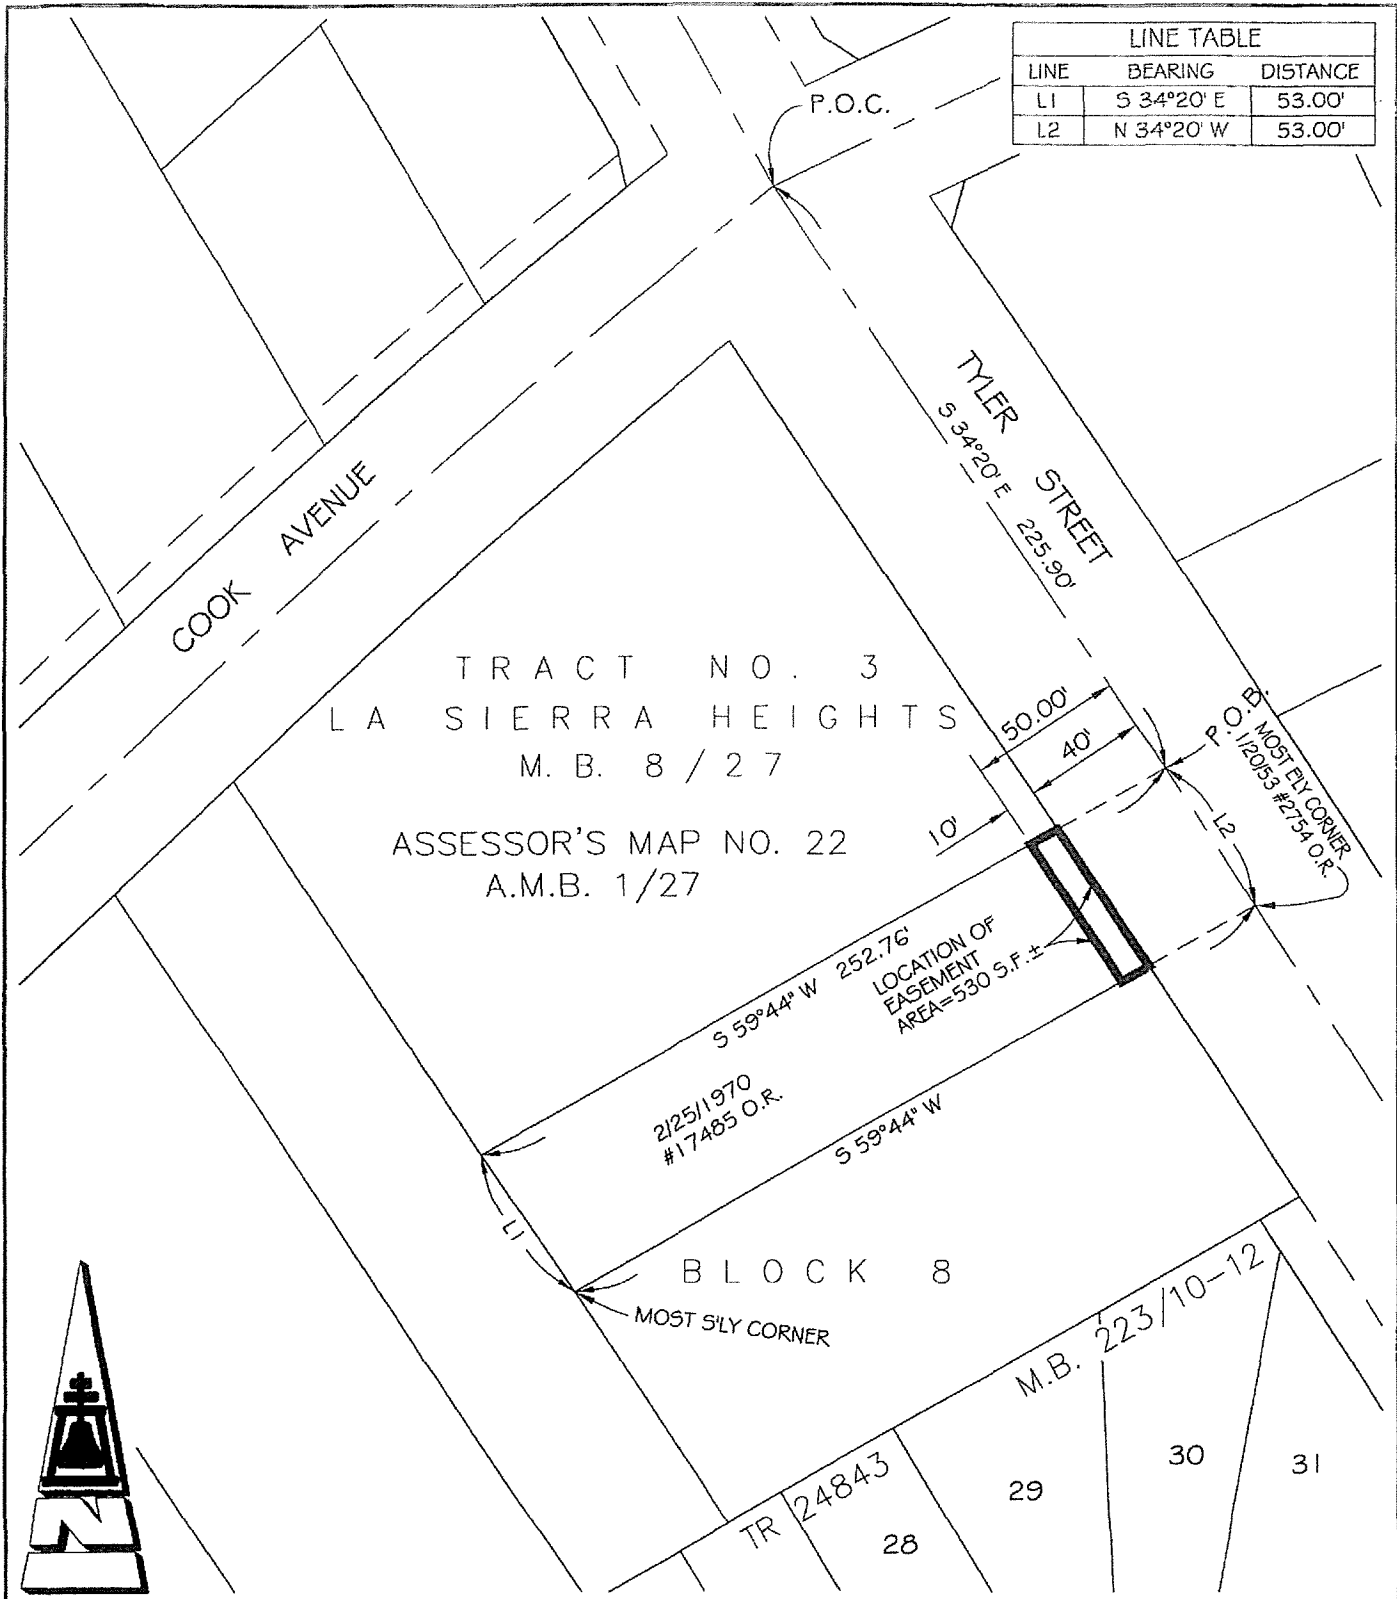 LINE TABLE
LINE BEARING DISTANCE
L1 S 34°20' E 53.00'
L2 N 34°20' W 53.00'
P.O.C.
TYLER STREET
S 34°20' E 225.90'
COOK AVENUE
TRACT NO. 3
LA SIERRA HEIGHTS
M. B. 8 / 27
ASSESSOR'S MAP NO. 22
A.M.B. 1/27
50.00'
40'
10'
P.O.B.
MOST E'LY CORNER
1/20/53 #2754 O.R.
L2
S 59°44" W 252.76'
LOCATION OF
EASEMENT
AREA=530 S.F.±
2/25/1970
#17485 O.R.
S 59°44" W
L1
BLOCK 8
MOST S'LY CORNER
M.B. 223/10-12
TR 24843
28
29
30
31
N